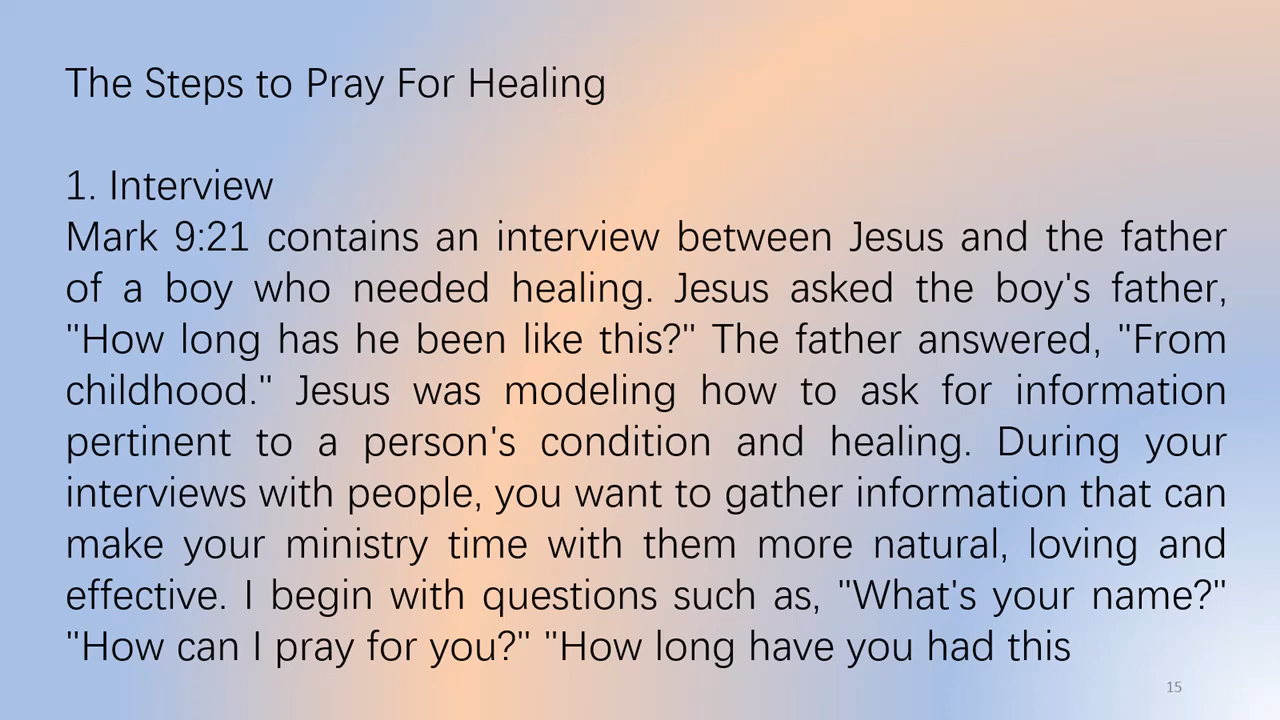 The Steps to Pray For Healing
1. Interview
Mark 9:21 contains an interview between Jesus and the father
of a boy who needed healing. Jesus asked the boy's father,
"How long has he been like this?" The father answered, "From
childhood." Jesus was modeling how to ask for information
pertinent to a person's condition and healing. During your
interviews with people, you want to gather information that can
make your ministry time with them more natural, loving and
effective. I begin with questions such as, "What's your name?"
"How can I pray for you?" "How long have you had this
15